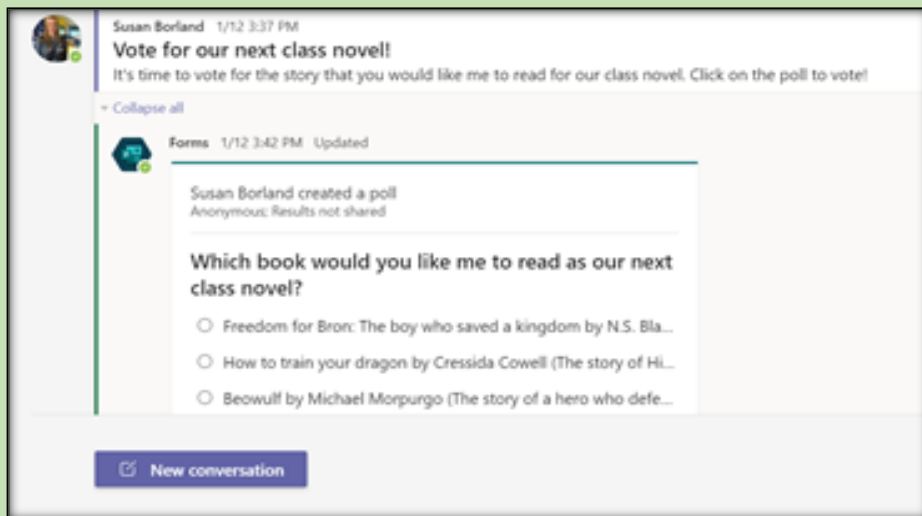 Susan Borland 1/12 3:37 PM
Vote for our next class novel!
It's time to vote for the story that you would like me to read for our class novel. Click on the poll to vote!
Collapse all
Forms 1/12 3:42 PM Updated
Susan Borland created a poll
Anonymous; Results not shared
Which book would you like me to read as our next
class novel?
Freedom for Bron: The boy who saved a kingdom by N.S. Bla...
How to train your dragon by Cressida Cowell (The story of Hi...
Beowulf by Michael Morpurgo (The story of a hero who defe...
New conversation